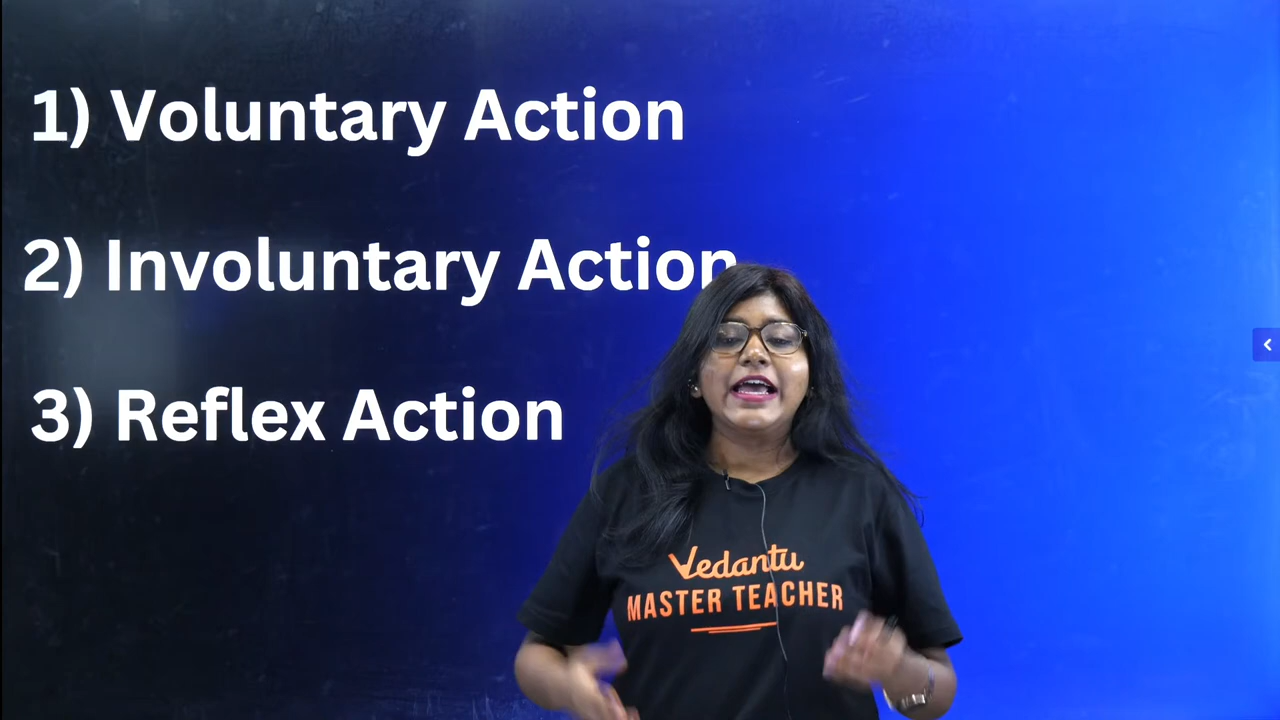 1) Voluntary Action
2) Involuntary Action
3) Reflex Action
Vedantu
MASTER TEACHER